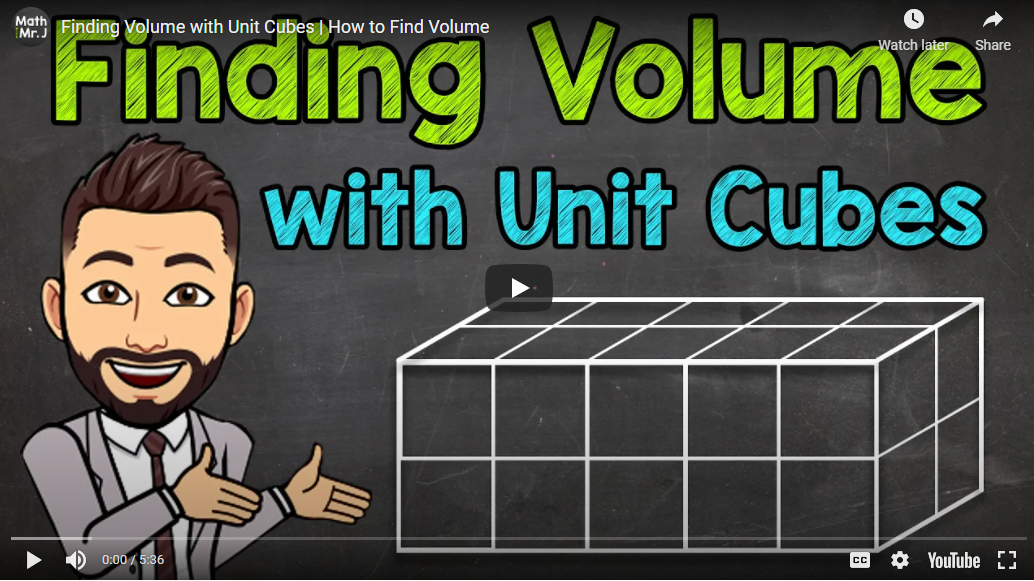 Math
Mr. J
Finding Volume with Unit Cubes | How to Find Volume
Watch later
Share
Finding Volume
with Unit Cubes
0:00 / 5:36
CC
YouTube